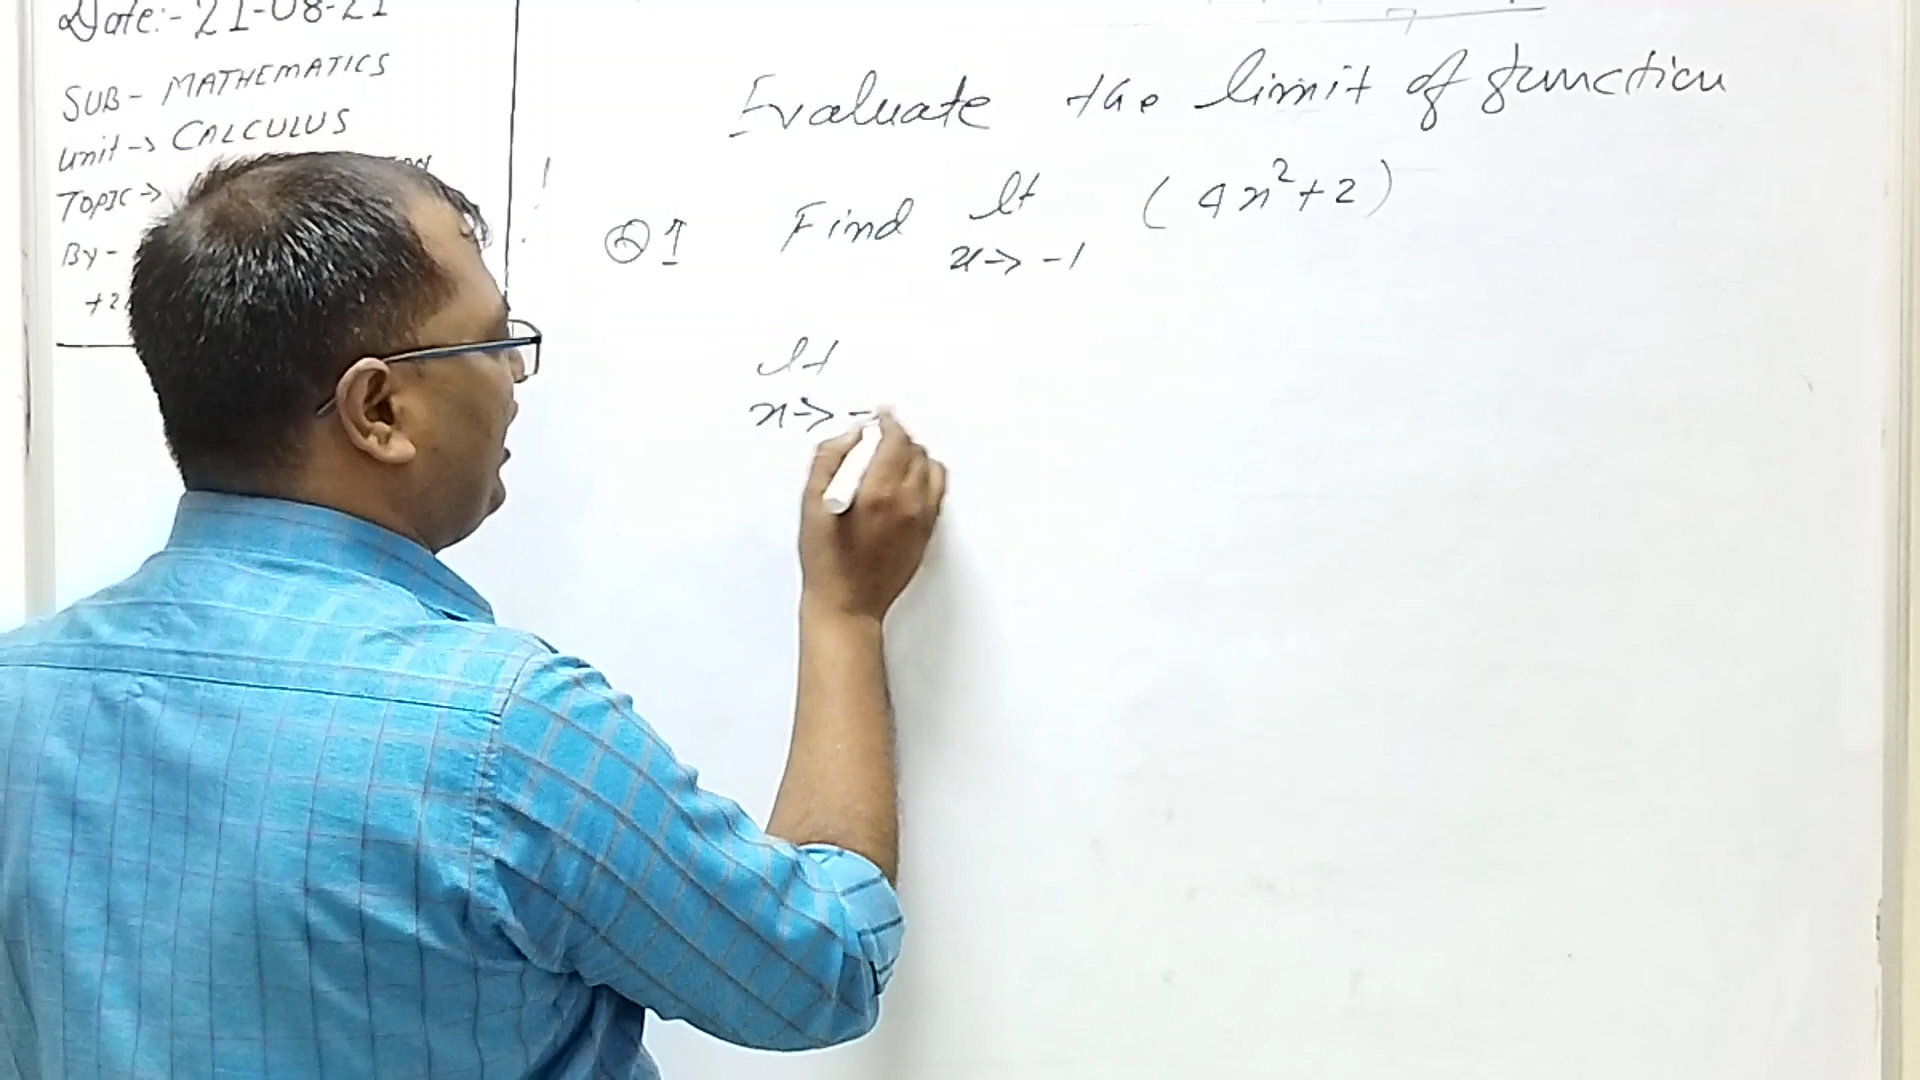 Date:- 21-08-21
SUB- MATHEMATICS
Unit-> CALCULUS
TOPIC->
By-
Evaluate the limit of function
Q1 Find lt (4x²+2)
x-> -1
lt
x-> -